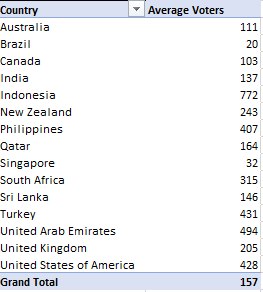 Country Average Voters
Australia 111
Brazil 20
Canada 103
India 137
Indonesia 772
New Zealand 243
Philippines 407
Qatar 164
Singapore 32
South Africa 315
Sri Lanka 146
Turkey 431
United Arab Emirates 494
United Kingdom 205
United States of America 428
Grand Total 157